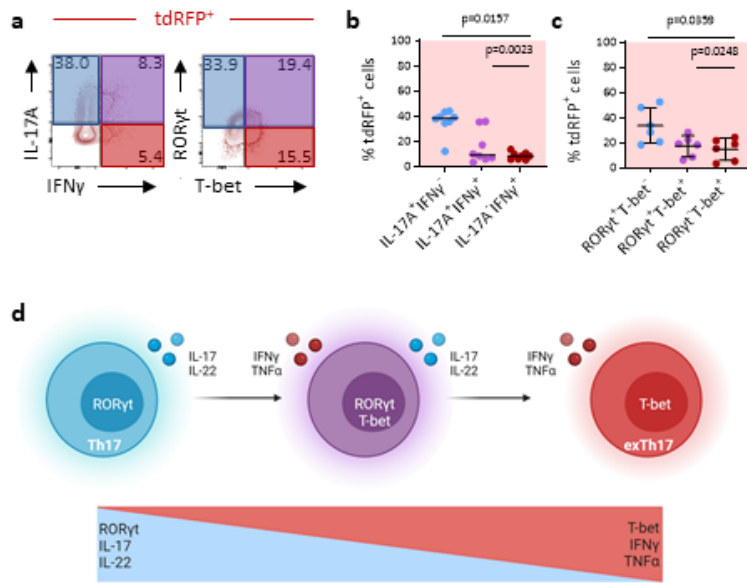 a
tdRFP⁺
38.0
8.3
5.4
IL-17A
IFNγ
33.9
19.4
15.5
RORγt
T-bet
b
p=0.0157
p=0.0023
100
80
60
40
20
0
% tdRFP⁺ cells
IL-17A⁺IFNγ⁻
IL-17A⁺IFNγ⁺
IL-17A⁻IFNγ⁺
c
p=0.0359
p=0.0248
100
80
60
40
20
0
% tdRFP⁺ cells
RORγt⁺T-bet⁻
RORγt⁺T-bet⁺
RORγt⁻T-bet⁺
d
RORγt
Th17
IL-17
IL-22
IFNγ
TNFα
RORγt
T-bet
IL-17
IL-22
IFNγ
TNFα
T-bet
exTh17
RORγt
IL-17
IL-22
T-bet
IFNγ
TNFα